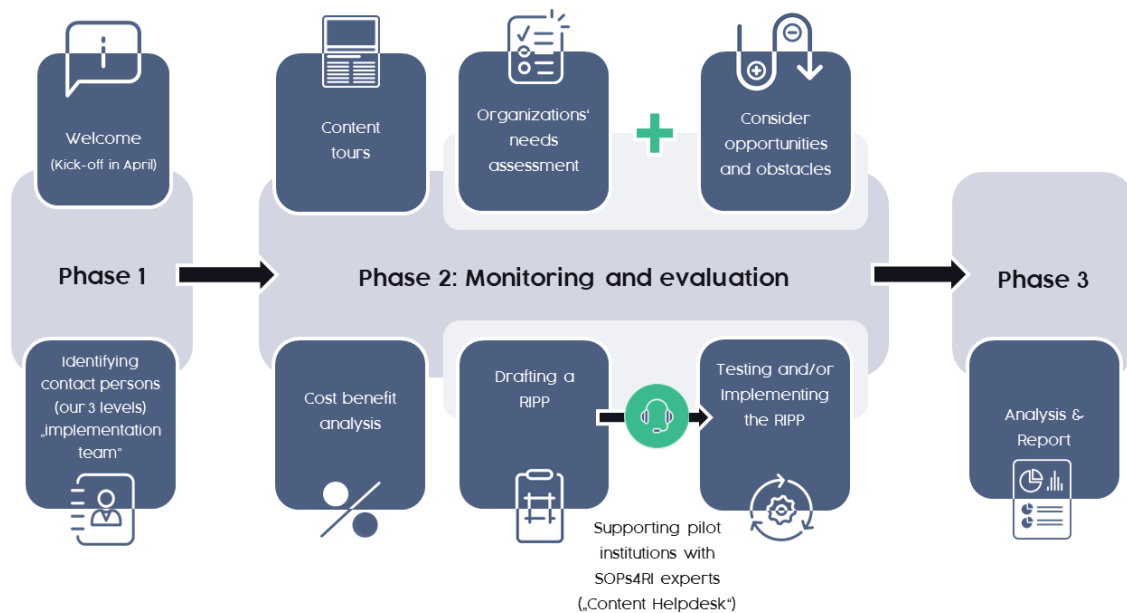 Welcome
(Kick-off in April)
Content
tours
Organizations'
needs
assessment
Consider
opportunities
and obstacles
Phase 1
Phase 2: Monitoring and evaluation
Phase 3
Identifying
contact persons
(our 3 levels)
„implementation
team“
Cost benefit
analysis
Drafting a
RIPP
Testing and/or
Implementing
the RIPP
Analysis &
Report
Supporting pilot
institutions with
SOPs4RI experts
(„Content Helpdesk“)